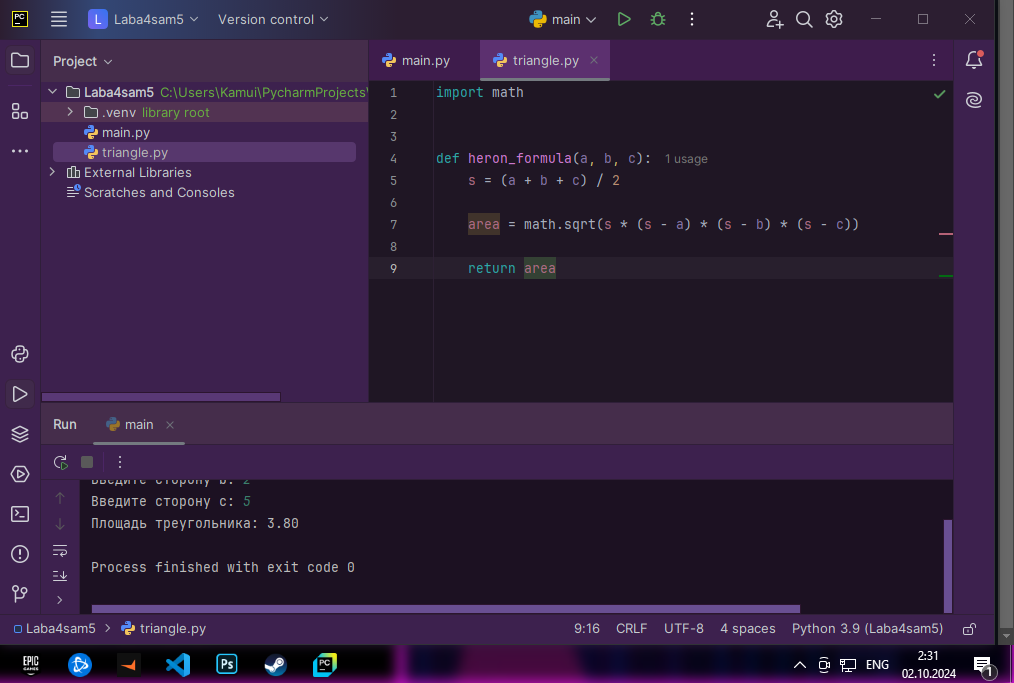 PC
L Laba4sam5 Version control main
Project main.py triangle.py
Laba4sam5 C:\Users\Kamui\PycharmProjects\
.venv library root
main.py
triangle.py
External Libraries
Scratches and Consoles
1 import math
2
3
4 def heron_formula(a, b, c): 1 usage
5 s = (a + b + c) / 2
6
7 area = math.sqrt(s * (s - a) * (s - b) * (s - c))
8
9 return area
Run main
Введите сторону b: 2
Введите сторону c: 5
Площадь треугольника: 3.80
Process finished with exit code 0
Laba4sam5 > triangle.py 9:16 CRLF UTF-8 4 spaces Python 3.9 (Laba4sam5)
EPIC GAMES Ps PC ENG 2:31
02.10.2024 1